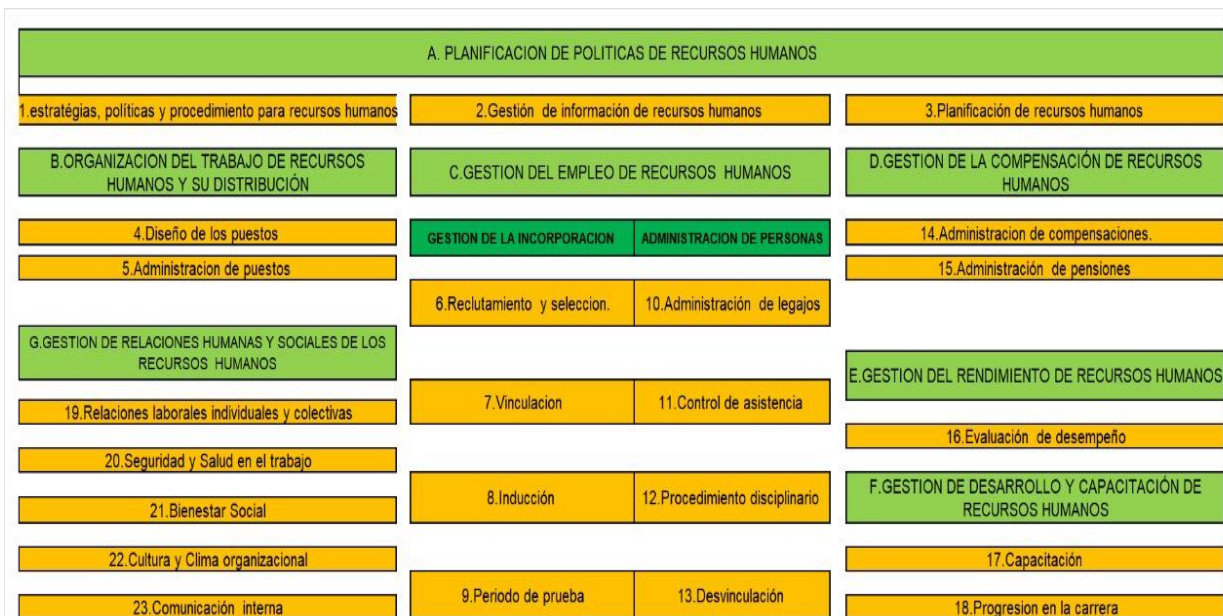 A. PLANIFICACION DE POLITICAS DE RECURSOS HUMANOS
1.estratégias, políticas y procedimiento para recursos humanos
2.Gestión de información de recursos humanos
3.Planificación de recursos humanos
B.ORGANIZACION DEL TRABAJO DE RECURSOS
HUMANOS Y SU DISTRIBUCIÓN
4.Diseño de los puestos
5.Administracion de puestos
G.GESTION DE RELACIONES HUMANAS Y SOCIALES DE LOS
RECURSOS HUMANOS
19.Relaciones laborales individuales y colectivas
20.Seguridad y Salud en el trabajo
21.Bienestar Social
22.Cultura y Clima organizacional
23.Comunicación interna
C.GESTION DEL EMPLEO DE RECURSOS HUMANOS
GESTION DE LA INCORPORACION
6.Reclutamiento y seleccion.
7.Vinculacion
8.Inducción
9.Periodo de prueba
ADMINISTRACION DE PERSONAS
10.Administración de legajos
11.Control de asistencia
12.Procedimiento disciplinario
13.Desvinculación
D.GESTION DE LA COMPENSACIÓN DE RECURSOS
HUMANOS
14.Administracion de compensaciones.
15.Administración de pensiones
E.GESTION DEL RENDIMIENTO DE RECURSOS HUMANOS
16.Evaluación de desempeño
F.GESTION DE DESARROLLO Y CAPACITACIÓN DE
RECURSOS HUMANOS
17.Capacitación
18.Progresion en la carrera